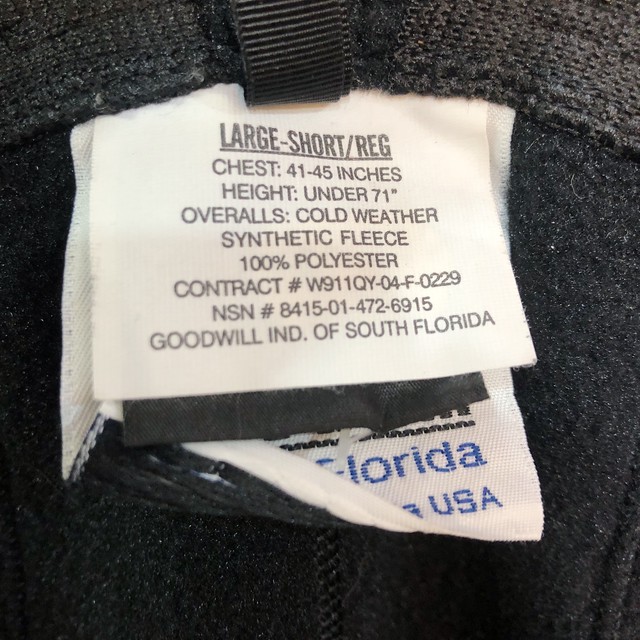 LARGE-SHORT/REG
CHEST: 41-45 INCHES
HEIGHT: UNDER 71"
OVERALLS: COLD WEATHER
SYNTHETIC FLEECE
100% POLYESTER
CONTRACT # W911QY-04-F-0229
NSN # 8415-01-472-6915
GOODWILL IND. OF SOUTH FLORIDA
Florida
USA